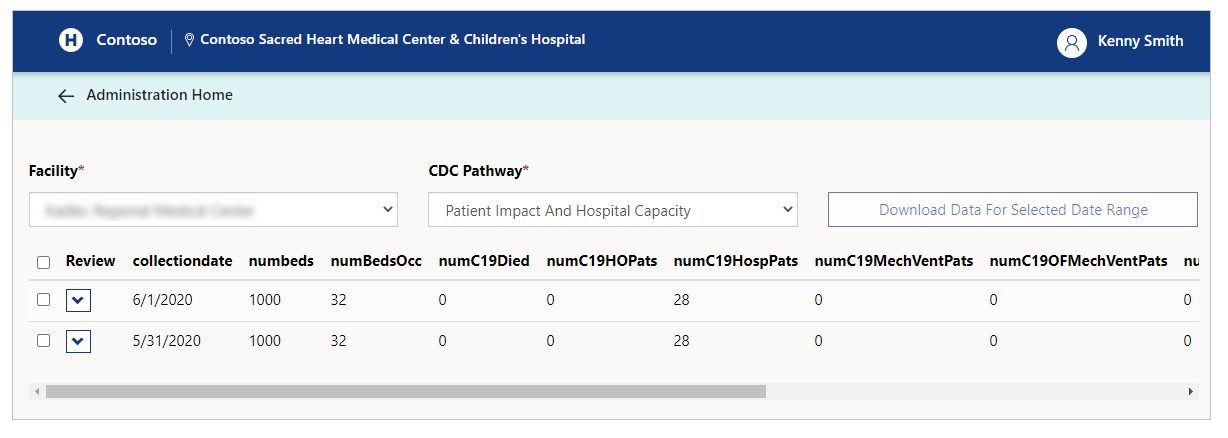 H Contoso Contoso Sacred Heart Medical Center & Children's Hospital Kenny Smith
Administration Home
Facility* CDC Pathway*
Patient Impact And Hospital Capacity Download Data For Selected Date Range
Review collectiondate numbeds numBedsOcc numC19Died numC19HOPats numC19HospPats numC19MechVentPats numC19OFMechVentPats nu
6/1/2020 1000 32 0 0 28 0 0 0
5/31/2020 1000 32 0 0 28 0 0 0